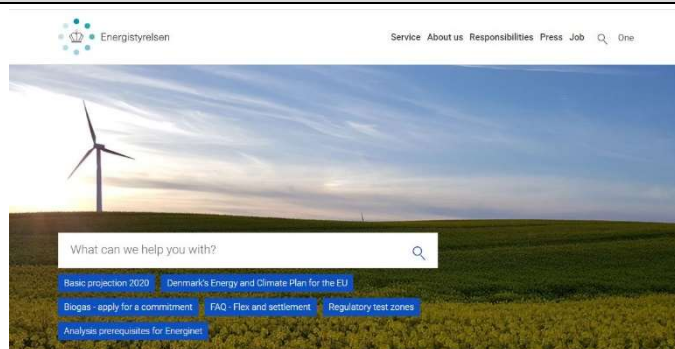 Energistyrelsen
Service About us Responsibilities Press Job One
What can we help you with?
Basic projection 2020 Denmark's Energy and Climate Plan for the EU
Biogas - apply for a commitment FAQ - Flex and settlement Regulatory test zones
Analysis prerequisites for Energinet